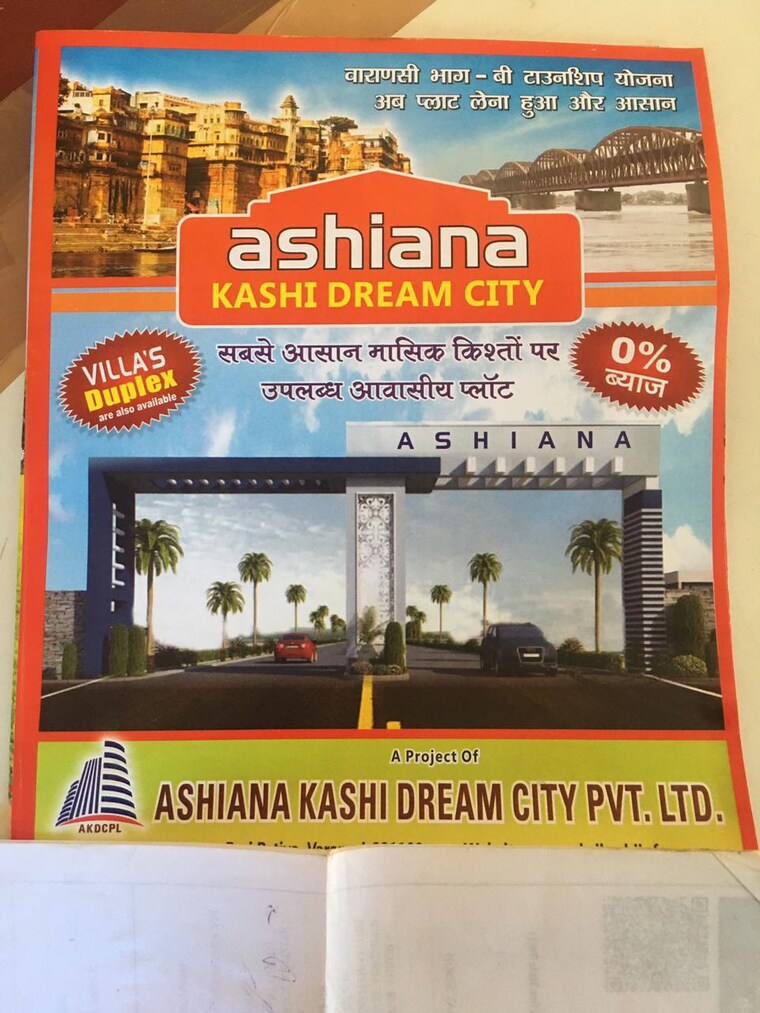 वाराणसी भाग - बी टाउनशिप योजना
अब प्लाट लेना हुआ और आसान
ashiana
KASHI DREAM CITY
VILLA'S
Duplex
are also available
सबसे आसान मासिक किश्तों पर
उपलब्ध आवासीय प्लॉट
0%
ब्याज
ASHIANA
A Project Of
ASHIANA KASHI DREAM CITY PVT. LTD.
AKDCPL